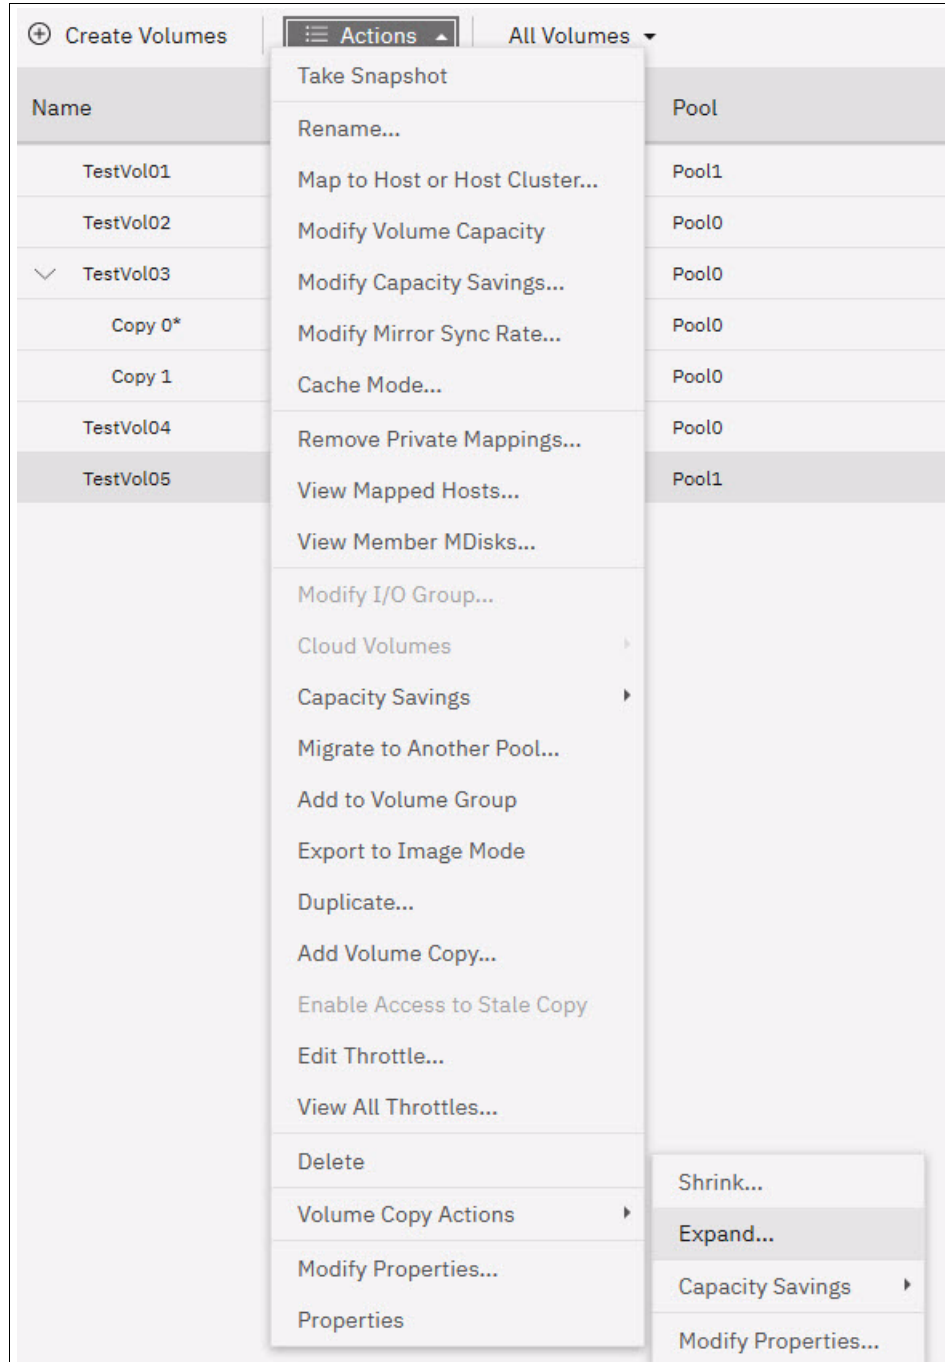 Create Volumes Actions All Volumes
Name Pool
TestVol01 Pool1
TestVol02 Pool0
TestVol03 Pool0
Copy 0* Pool0
Copy 1 Pool0
TestVol04 Pool0
TestVol05 Pool1
Take Snapshot
Rename...
Map to Host or Host Cluster...
Modify Volume Capacity
Modify Capacity Savings...
Modify Mirror Sync Rate...
Cache Mode...
Remove Private Mappings...
View Mapped Hosts...
View Member MDisks...
Modify I/O Group...
Cloud Volumes
Capacity Savings
Migrate to Another Pool...
Add to Volume Group
Export to Image Mode
Duplicate...
Add Volume Copy...
Enable Access to Stale Copy
Edit Throttle...
View All Throttles...
Delete
Volume Copy Actions
Modify Properties...
Properties
Shrink...
Expand...
Capacity Savings
Modify Properties...